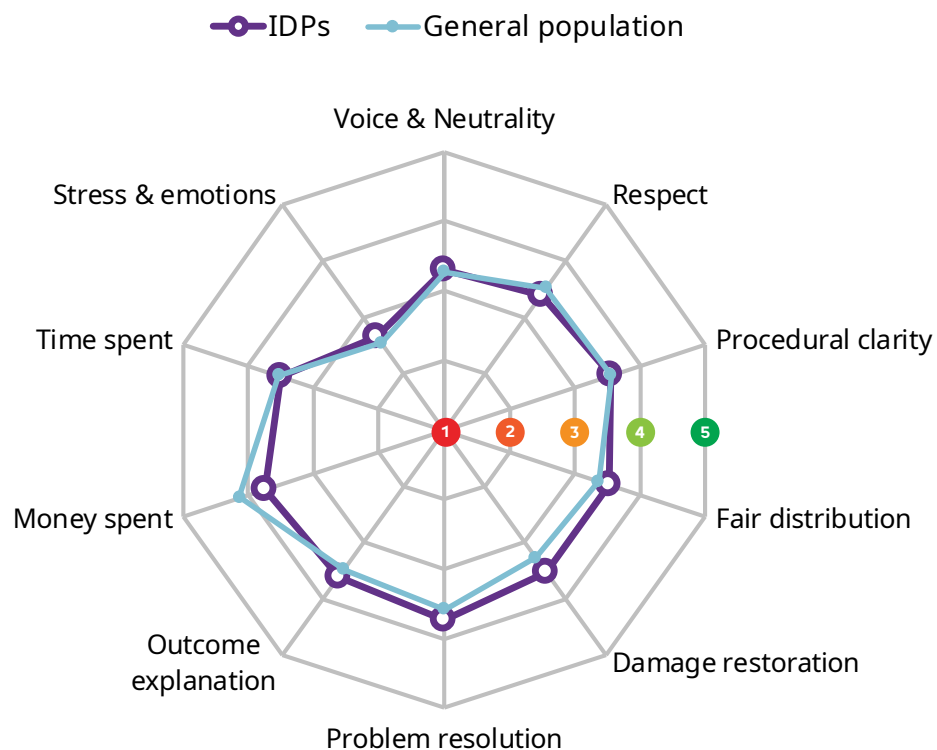 IDPs
General population
Voice & Neutrality
Stress & emotions
Respect
Time spent
Procedural clarity
1
2
3
4
5
Money spent
Fair distribution
Outcome
explanation
Damage restoration
Problem resolution